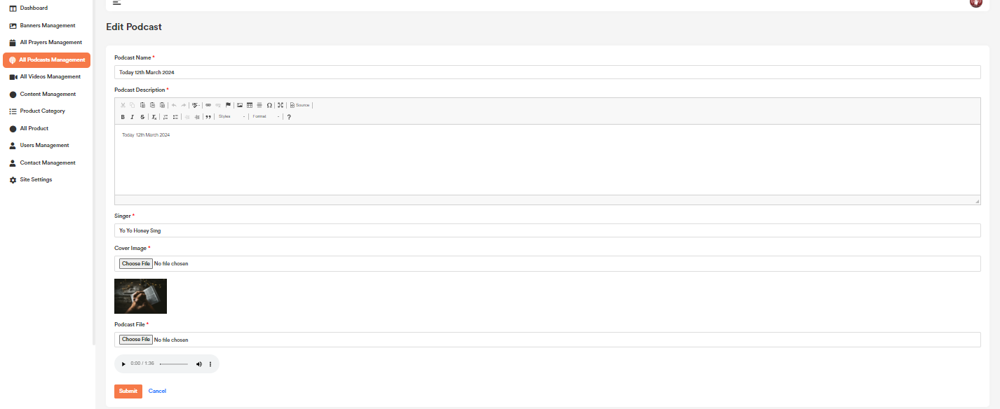 Dashboard
Banners Management
All Prayers Management
All Podcasts Management
All Videos Management
Content Management
Product Category
All Product
Users Management
Contact Management
Site Settings
Edit Podcast
Podcast Name *
Today 12th March 2024
Podcast Description *
Source
B I S Tx Styles Format ?
Today 12th March 2024
Singer *
Yo Yo Honey Sing
Cover Image *
Choose File No file chosen
Podcast File *
Choose File No file chosen
0:00 / 1:36
Submit Cancel